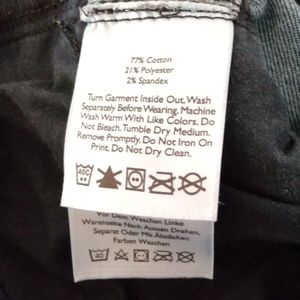 77% Cotton
21% Polyester
2% Spandex
Turn Garment Inside Out. Wash
Separately Before Wearing. Machine
Wash Warm With Like Colors. Do
Not Bleach. Tumble Dry Medium.
Remove Promptly. Do Not Iron On
Print. Do Not Dry Clean.
40C
Vor Dem Waschen Linke
Warenseite Nach Aussen Drehen.
Separat Oder Mit Ähnlichen
Farben Waschen
40